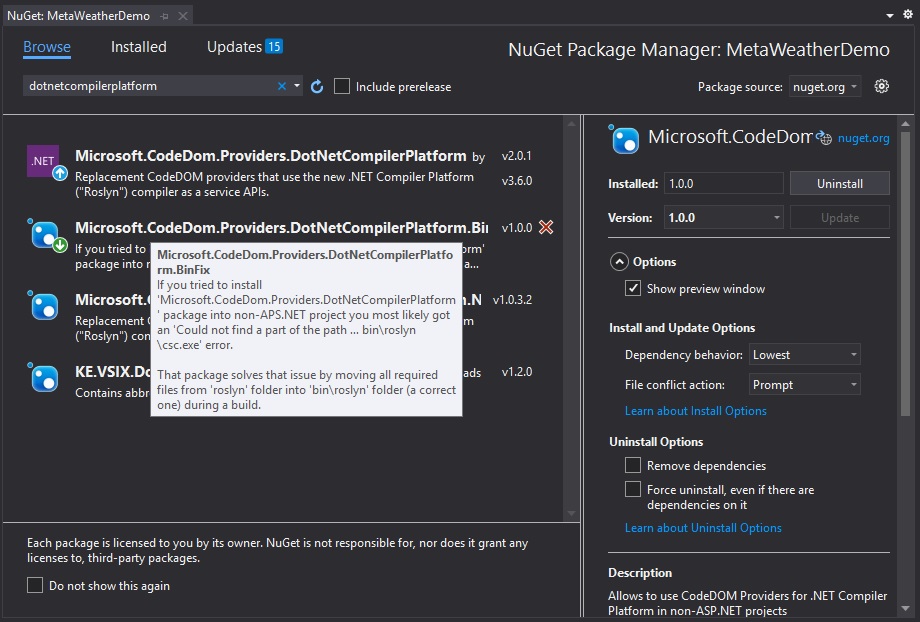 NuGet: MetaWeatherDemo
Browse Installed Updates 15
NuGet Package Manager: MetaWeatherDemo
dotnetcompilerplatform
Include prerelease
Package source: nuget.org
.NET
Microsoft.CodeDom.Providers.DotNetCompilerPlatform by
v2.0.1
Replacement CodeDOM providers that use the new .NET Compiler Platform
("Roslyn") compiler as a service APIs.
v3.6.0
Microsoft.CodeDom.Providers.DotNetCompilerPlatform.Bin
v1.0.0
If you tried to
package into
a...
Microsoft.CodeDom.Providers.DotNetCompilerPlatfo
rm.BinFix
If you tried to install
'Microsoft.CodeDom.Providers.DotNetCompilerPlatform
' package into non-APS.NET project you most likely got
an 'Could not find a part of the path ... bin\roslyn
\csc.exe' error.
That package solves that issue by moving all required
files from 'roslyn' folder into 'bin\roslyn' folder (a correct
one) during a build.
Microsoft.
.N
v1.0.3.2
Replacement
("Roslyn") com
KE.VSIX.Do
ads
v1.2.0
Contains abbr
Each package is licensed to you by its owner. NuGet is not responsible for, nor does it grant any
licenses to, third-party packages.
Do not show this again
Microsoft.CodeDom
nuget.org
Installed: 1.0.0 Uninstall
Version: 1.0.0 Update
Options
Show preview window
Install and Update Options
Dependency behavior: Lowest
File conflict action: Prompt
Learn about Install Options
Uninstall Options
Remove dependencies
Force uninstall, even if there are
dependencies on it
Learn about Uninstall Options
Description
Allows to use CodeDOM Providers for .NET Compiler
Platform in non-ASP.NET projects